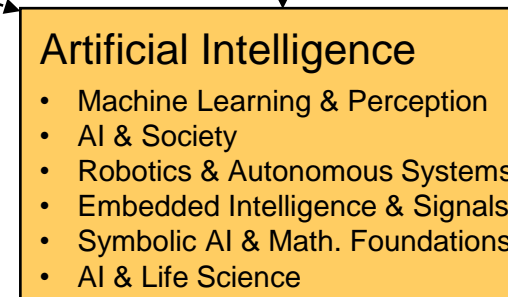 Artificial Intelligence
• Machine Learning & Perception
• AI & Society
• Robotics & Autonomous Systems
• Embedded Intelligence & Signals
• Symbolic AI & Math. Foundations
• AI & Life Science